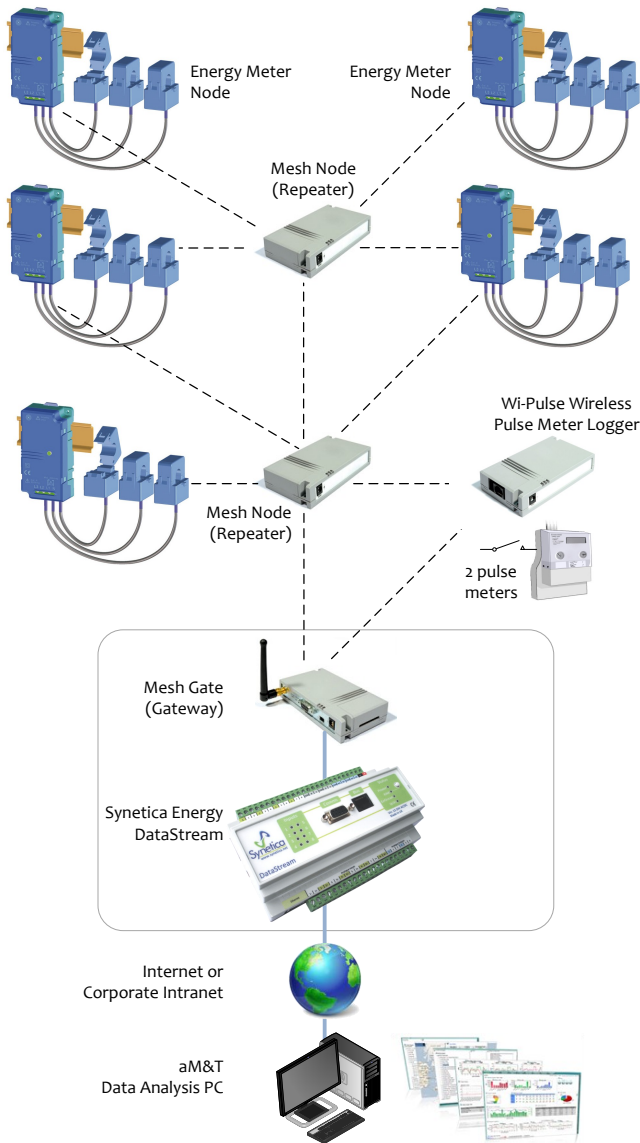 Energy Meter
Node
Energy Meter
Node
Mesh Node
(Repeater)
Wi-Pulse Wireless
Pulse Meter Logger
Mesh Node
(Repeater)
2 pulse
meters
Mesh Gate
(Gateway)
Synetica Energy
DataStream
Synetica
DataStream
Internet or
Corporate Intranet
aM&T
Data Analysis PC